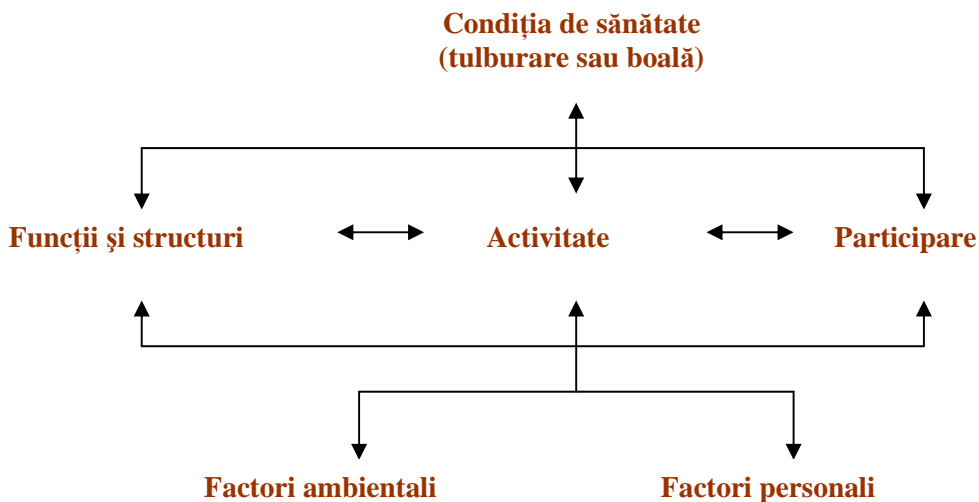 Condiția de sănătate
(tulburare sau boală)
Funcții şi structuri
Activitate
Participare
Factori ambientali
Factori personali